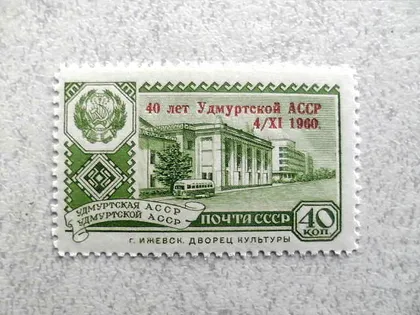 40 лет Удмуртской АССР
4/XI 1960.
УДМУРТСКАЯ АССР
УДМУРТСКОЙ АССР
ПОЧТА СССР
40
КОП
Г. ИЖЕВСК. ДВОРЕЦ КУЛЬТУРЫ